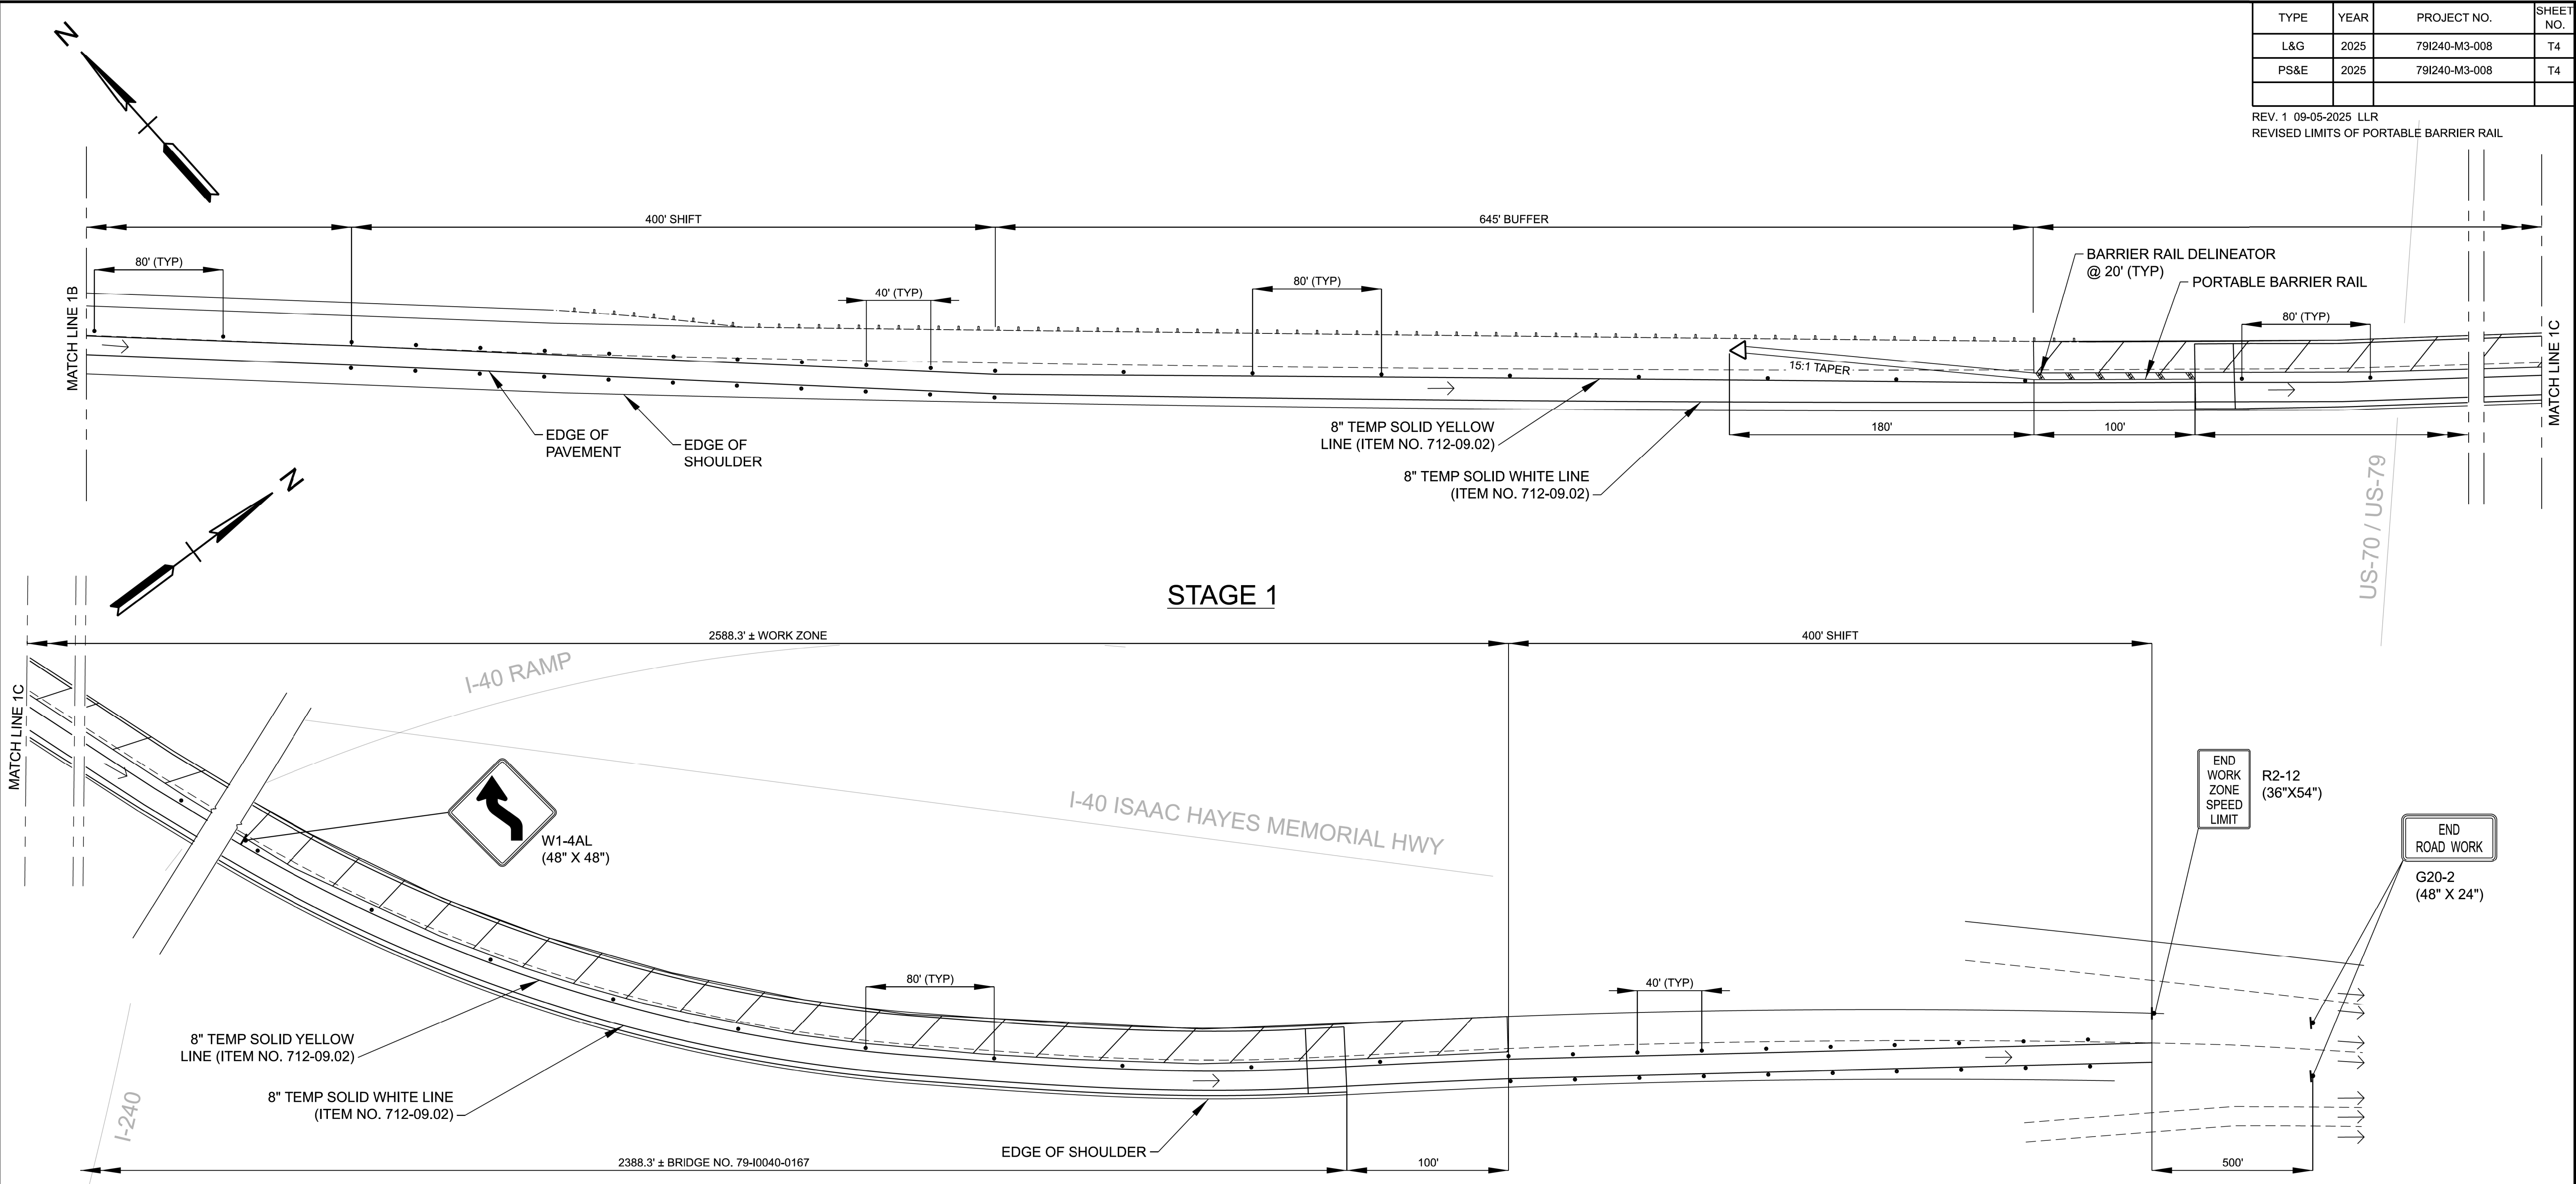 TYPE YEAR PROJECT NO. SHEET NO.
L&G 2025 79I240-M3-008 T4
PS&E 2025 79I240-M3-008 T4
REV. 1 09-05-2025 LLR
REVISED LIMITS OF PORTABLE BARRIER RAIL
N
400' SHIFT
645' BUFFER
80' (TYP)
40' (TYP)
80' (TYP)
BARRIER RAIL DELINEATOR
@ 20' (TYP)
PORTABLE BARRIER RAIL
80' (TYP)
MATCH LINE 1B
MATCH LINE 1C
15:1 TAPER
EDGE OF
PAVEMENT
EDGE OF
SHOULDER
8" TEMP SOLID YELLOW
LINE (ITEM NO. 712-09.02)
180'
100'
8" TEMP SOLID WHITE LINE
(ITEM NO. 712-09.02)
US-70 / US-79
N
STAGE 1
2588.3' ± WORK ZONE
400' SHIFT
MATCH LINE 1C
I-40 RAMP
W1-4AL
(48" X 48")
I-40 ISAAC HAYES MEMORIAL HWY
END
WORK
ZONE
SPEED
LIMIT
R2-12
(36"X54")
END
ROAD WORK
G20-2
(48" X 24")
80' (TYP)
40' (TYP)
8" TEMP SOLID YELLOW
LINE (ITEM NO. 712-09.02)
8" TEMP SOLID WHITE LINE
(ITEM NO. 712-09.02)
I-240
EDGE OF SHOULDER
2388.3' ± BRIDGE NO. 79-I0040-0167
100'
500'